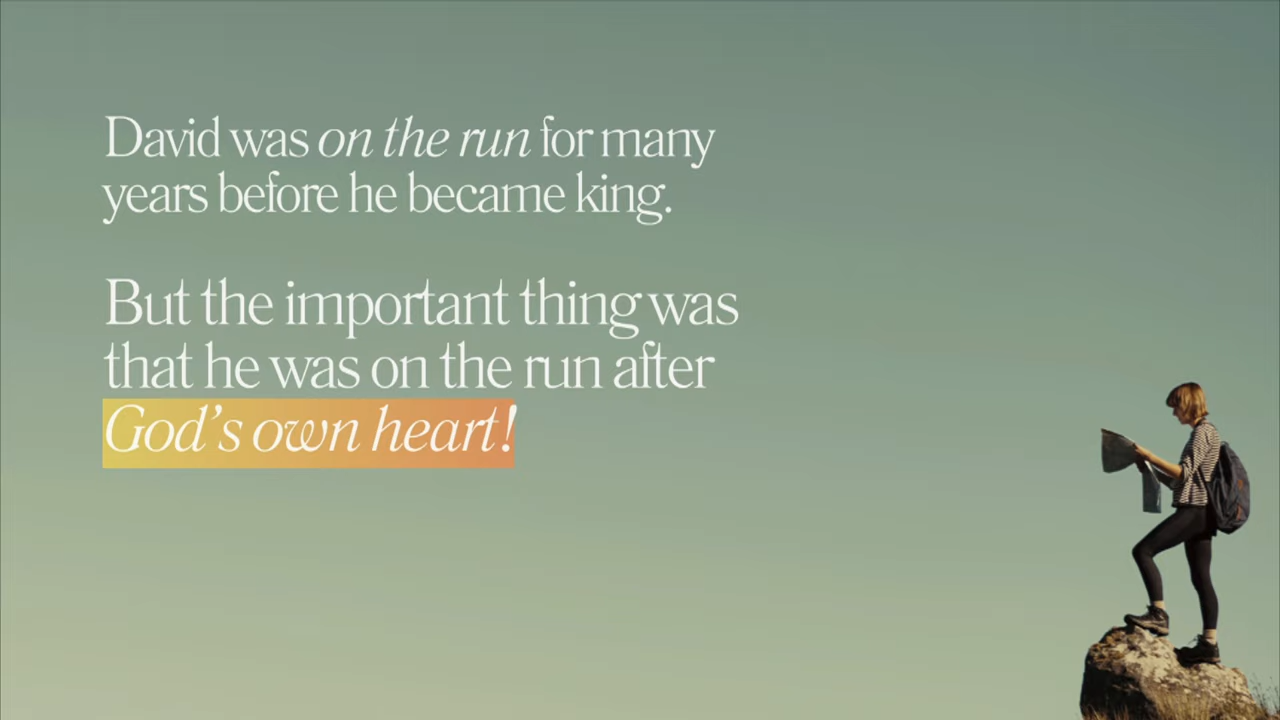 David was on the run for many
years before he became king.
But the important thing was
that he was on the run after
God’s own heart!